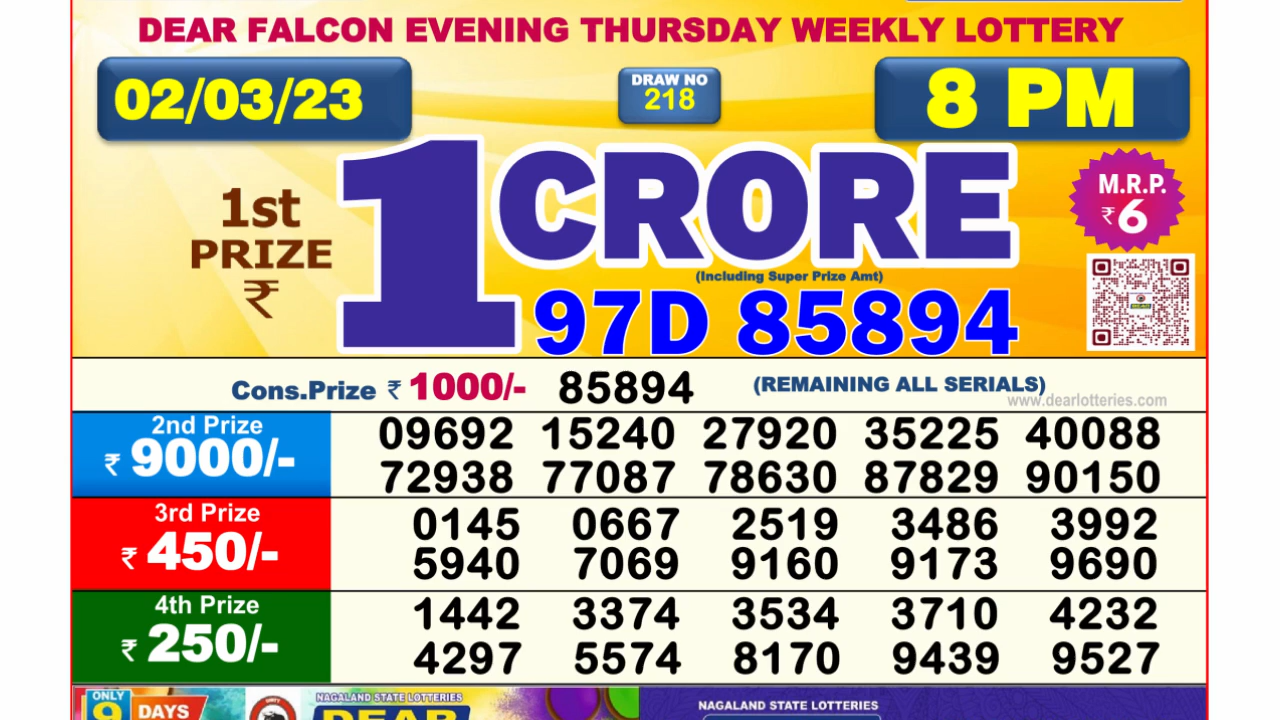 DEAR FALCON EVENING THURSDAY WEEKLY LOTTERY
02/03/23
DRAW NO
218
8 PM
1st
PRIZE
₹
1 CRORE
(Including Super Prize Amt)
97D 85894
M.R.P.
₹ 6
Cons.Prize ₹ 1000/- 85894 (REMAINING ALL SERIALS)
www.dearlotteries.com
2nd Prize
₹ 9000/-
09692 15240 27920 35225 40088
72938 77087 78630 87829 90150
3rd Prize
₹ 450/-
0145 0667 2519 3486 3992
5940 7069 9160 9173 9690
4th Prize
₹ 250/-
1442 3374 3534 3710 4232
4297 5574 8170 9439 9527
ONLY
9 DAYS
NAGALAND STATE LOTTERIES
DEAR
NAGALAND STATE LOTTERIES